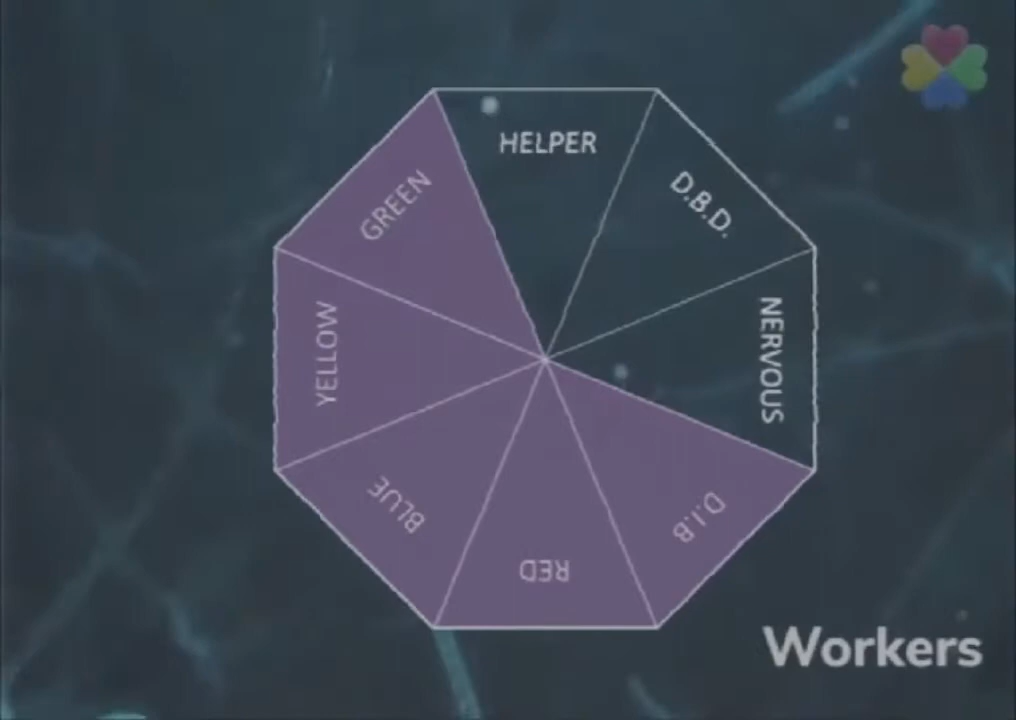 HELPER
D.B.D.
NERVOUS
D.I.B
RED
BLUE
YELLOW
GREEN
Workers